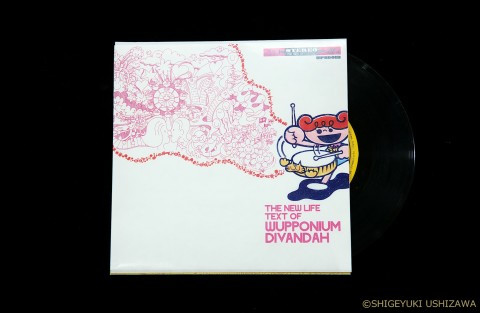 THE NEW LIFE
TEXT OF
WUPPONIUM
DIVANDAH
©SHIGEYUKI USHIZAWA